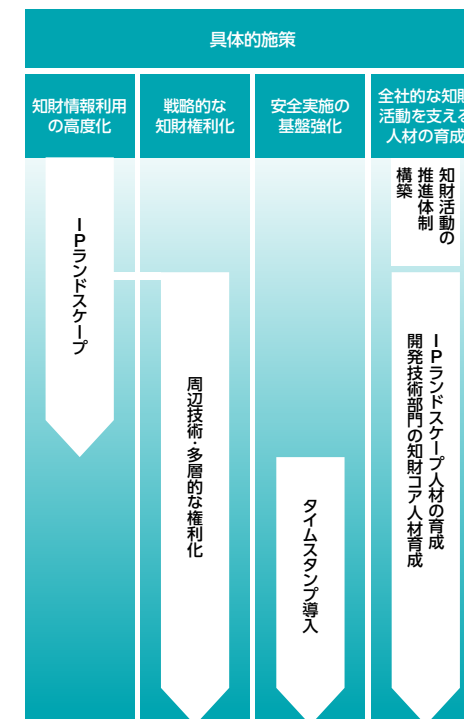 具体的施策
知財情報利用
の高度化
戦略的な
知財権利化
安全実施の
基盤強化
全社的な知財
活動を支える
人材の育成
IPランドスケープ
周辺技術・多層的な権利化
タイムスタンプ導入
知財活動の
推進体制
構築
IPランドスケープ人材の育成
開発技術部門の知財コア人材育成